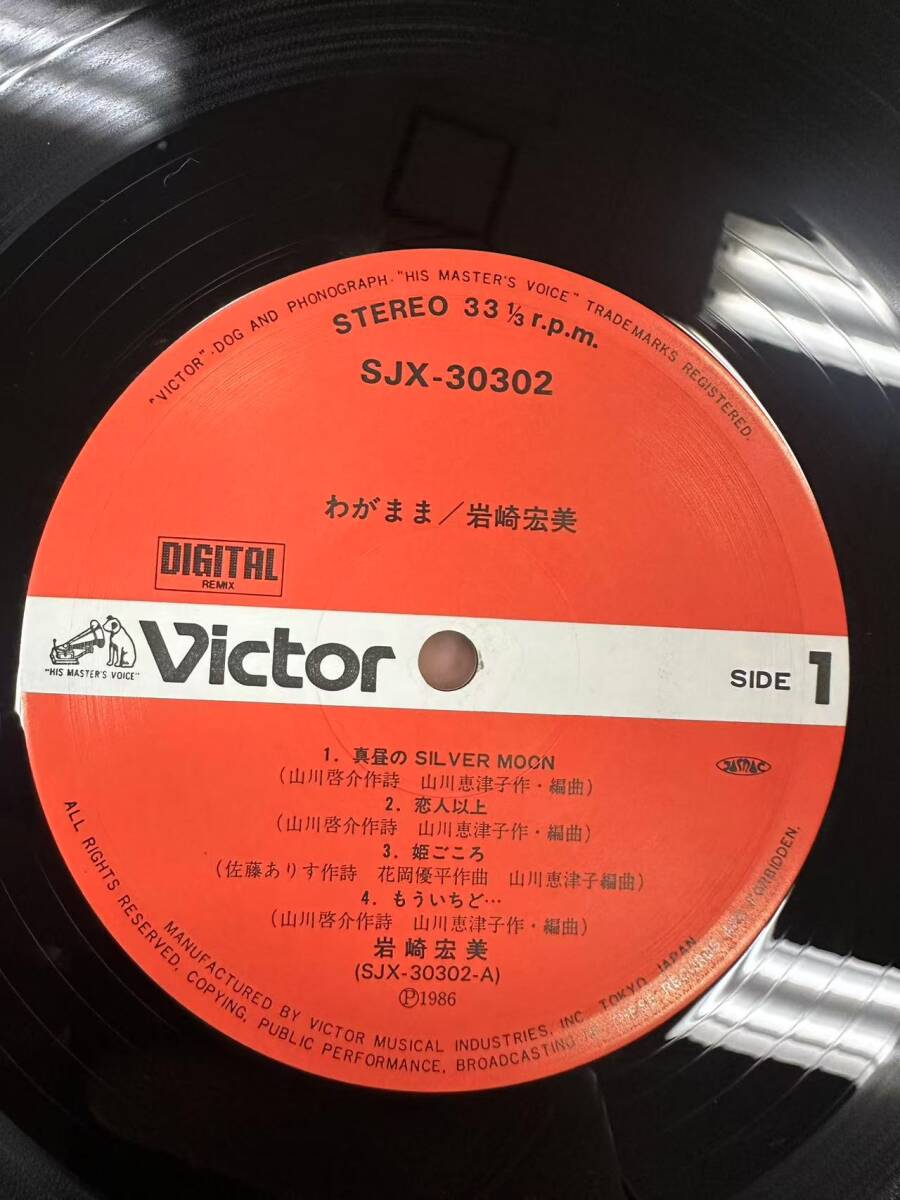 "VICTOR"·DOG AND PHONOGRAPH·"HIS MASTER'S VOICE" TRADEMARKS REGISTERED.
STEREO 33 1/3 r.p.m.
SJX-30302
わがまま／岩崎宏美
DIGITAL
REMIX
"HIS MASTER'S VOICE"
Victor
SIDE 1
1. 真昼の SILVER MOON
(山川啓介作詩 山川恵津子作・編曲)
JASRAC
2. 恋人以上
(山川啓介作詩 山川恵津子作・編曲)
3. 姫ごころ
(佐藤ありす作詩 花岡優平作曲 山川恵津子編曲)
4. もういちど…
(山川啓介作詩 山川恵津子作・編曲)
岩崎宏美
(SJX-30302-A)
Ⓟ1986
MANUFACTURED BY VICTOR MUSICAL INDUSTRIES, INC. TOKYO, JAPAN
ALL RIGHTS RESERVED, COPYING, PUBLIC PERFORMANCE, BROADCASTING OF THESE RECORDS ARE FORBIDDEN.